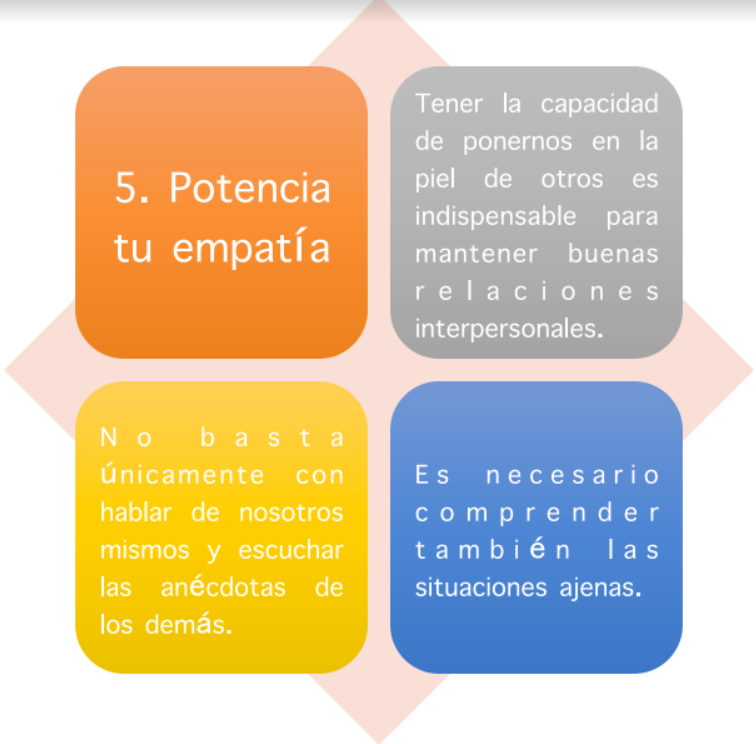 5. Potencia
tu empatía
Tener la capacidad
de ponernos en la
piel de otros es
indispensable para
mantener buenas
relaciones
interpersonales.
No basta
únicamente con
hablar de nosotros
mismos y escuchar
las anécdotas de
los demás.
Es necesario
comprender
también las
situaciones ajenas.